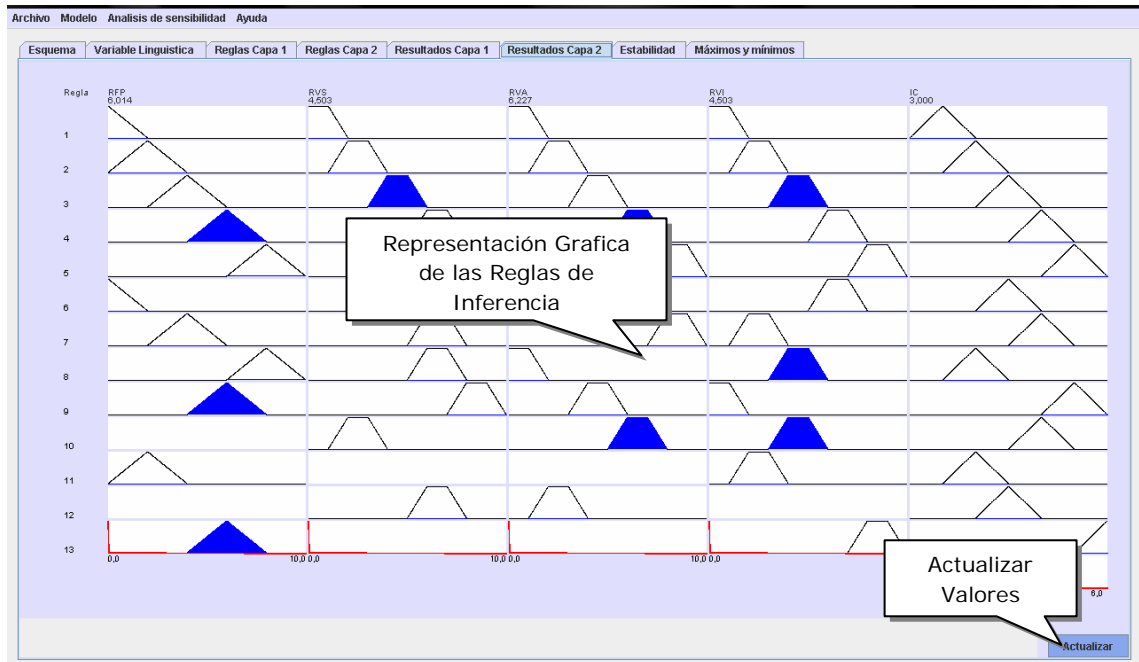 Archivo Modelo Analisis de sensibilidad Ayuda
Esquema Variable Linguistica Reglas Capa 1 Reglas Capa 2 Resultados Capa 1 Resultados Capa 2 Estabilidad Máximos y mínimos
Regla RFP RVS RVA RVI IC
6,014 4,503 6,227 4,503 3,000
1
2
3
4
5
6
7
8
9
10
11
12
13
Representación Grafica
de las Reglas de
Inferencia
0,0 10,0 0,0 10,0 0,0 10,0 0,0
6,0
Actualizar
Valores
Actualizar